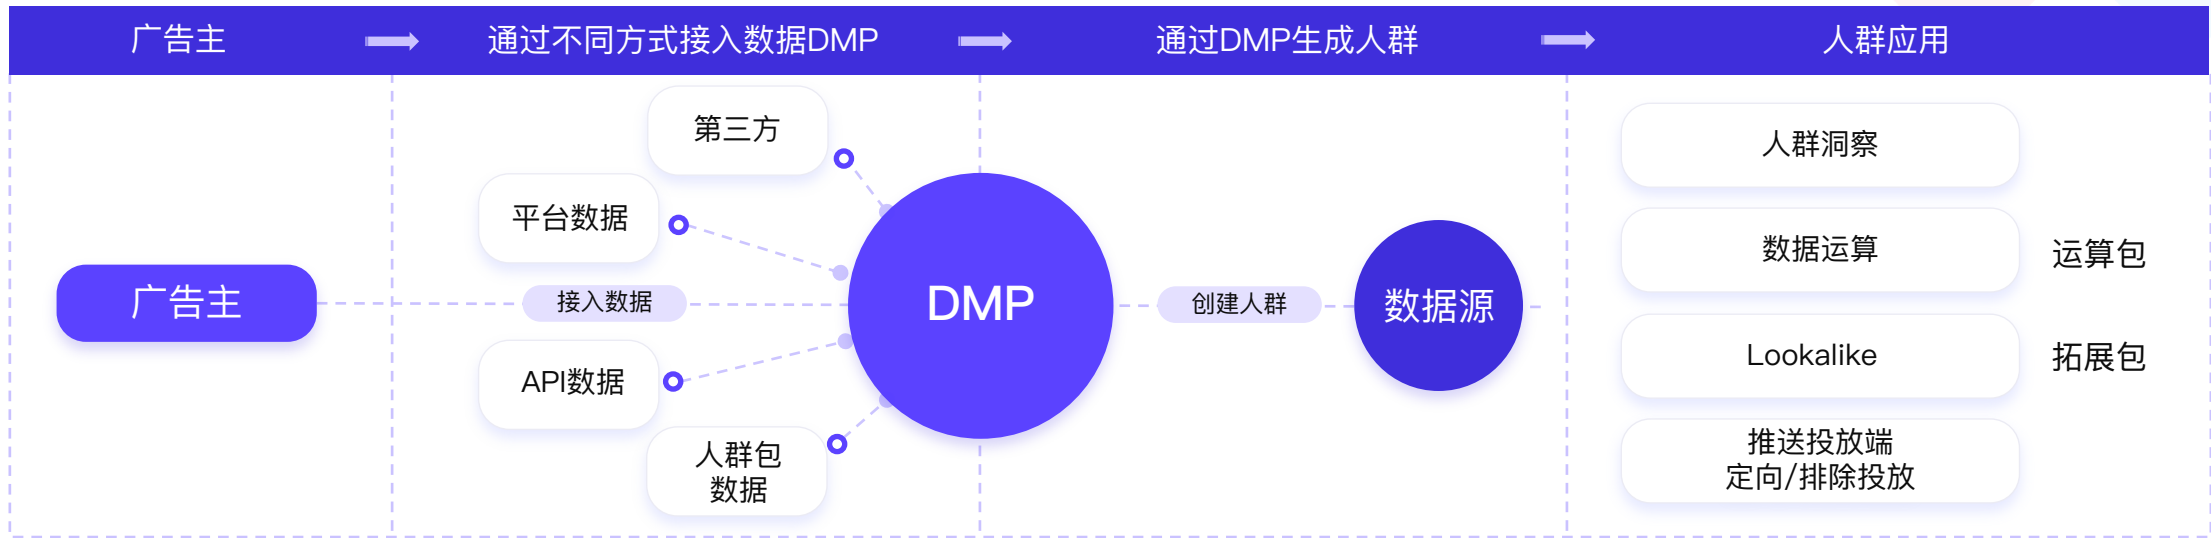 广告主
通过不同方式接入数据DMP
通过DMP生成人群
人群应用
广告主
接入数据
第三方
平台数据
API数据
人群包
数据
DMP
创建人群
数据源
人群洞察
数据运算
运算包
Lookalike
拓展包
推送投放端
定向/排除投放